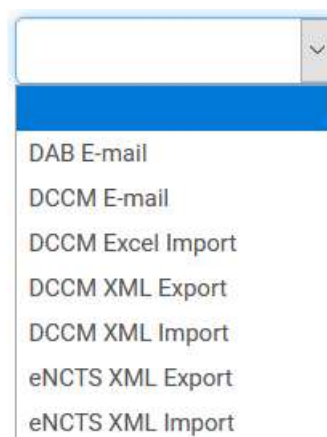 DAB E-mail
DCCM E-mail
DCCM Excel Import
DCCM XML Export
DCCM XML Import
eNCTS XML Export
eNCTS XML Import